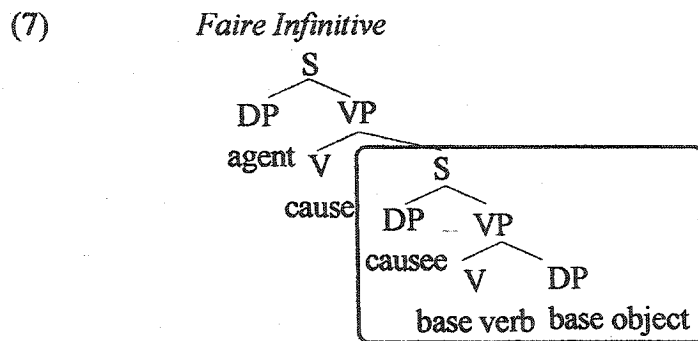 (7) Faire Infinitive
S
DP VP
agent V S
cause DP VP
causee V DP
base verb base object